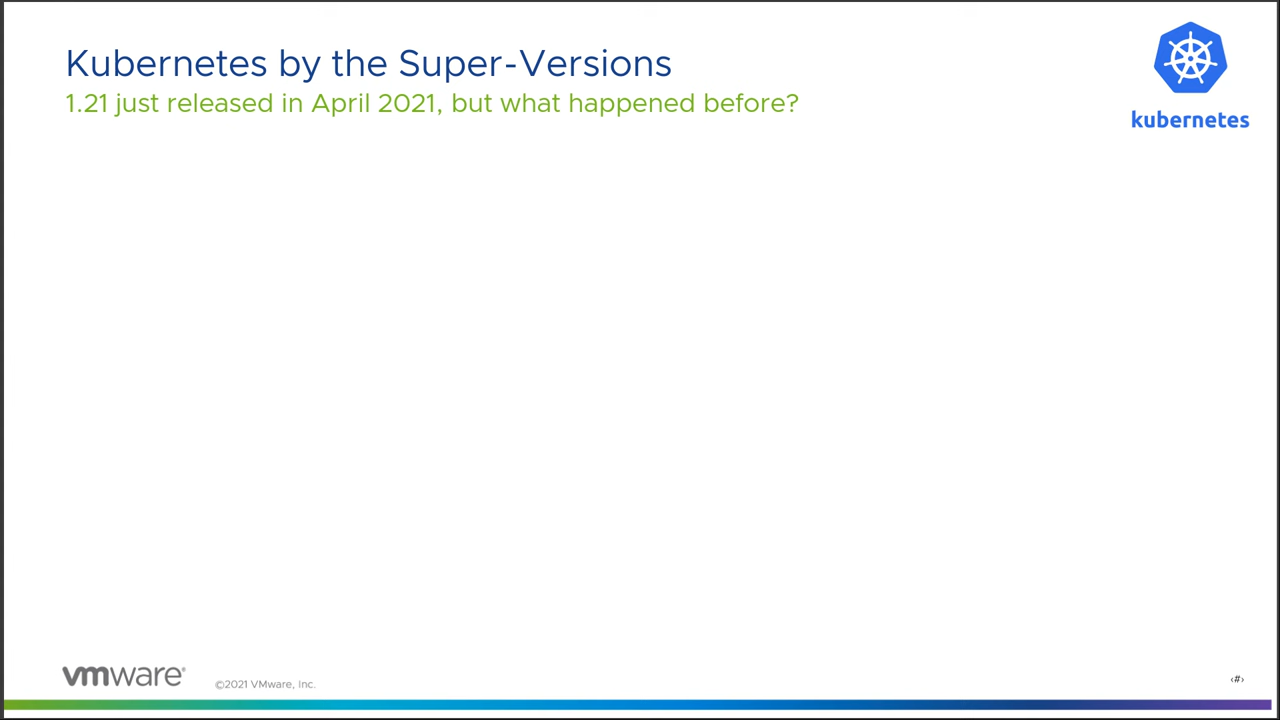 Kubernetes by the Super-Versions
1.21 just released in April 2021, but what happened before?
kubernetes
vmware®
©2021 VMware, Inc.
‹#›